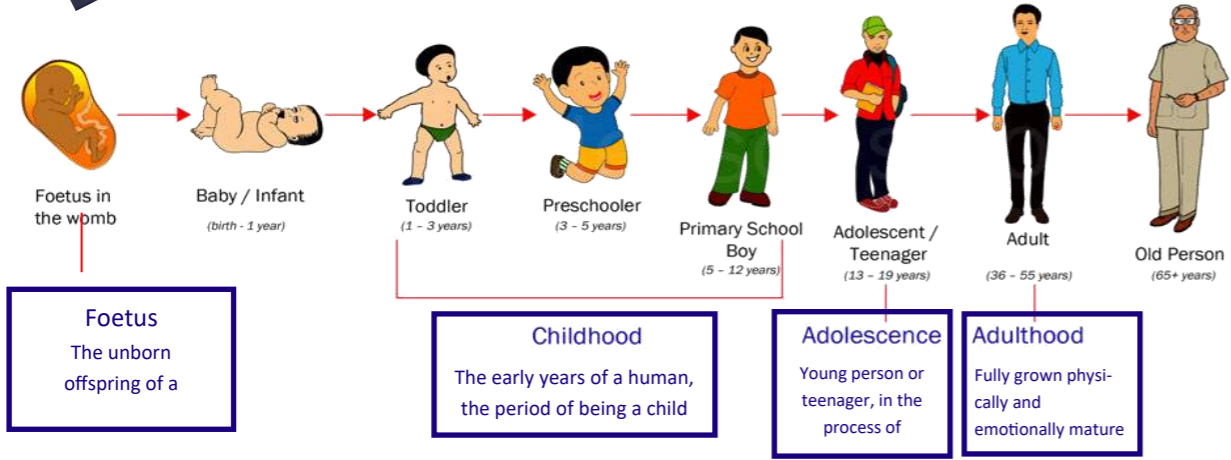 Foetus in
the womb
Baby / Infant
(birth - 1 year)
Toddler
(1 – 3 years)
Preschooler
(3 – 5 years)
Primary School
Boy
(5 – 12 years)
Adolescent /
Teenager
(13 – 19 years)
Adult
(36 – 55 years)
Old Person
(65+ years)
Foetus
The unborn
offspring of a
Childhood
The early years of a human,
the period of being a child
Adolescence
Young person or
teenager, in the
process of
Adulthood
Fully grown physi-
cally and
emotionally mature